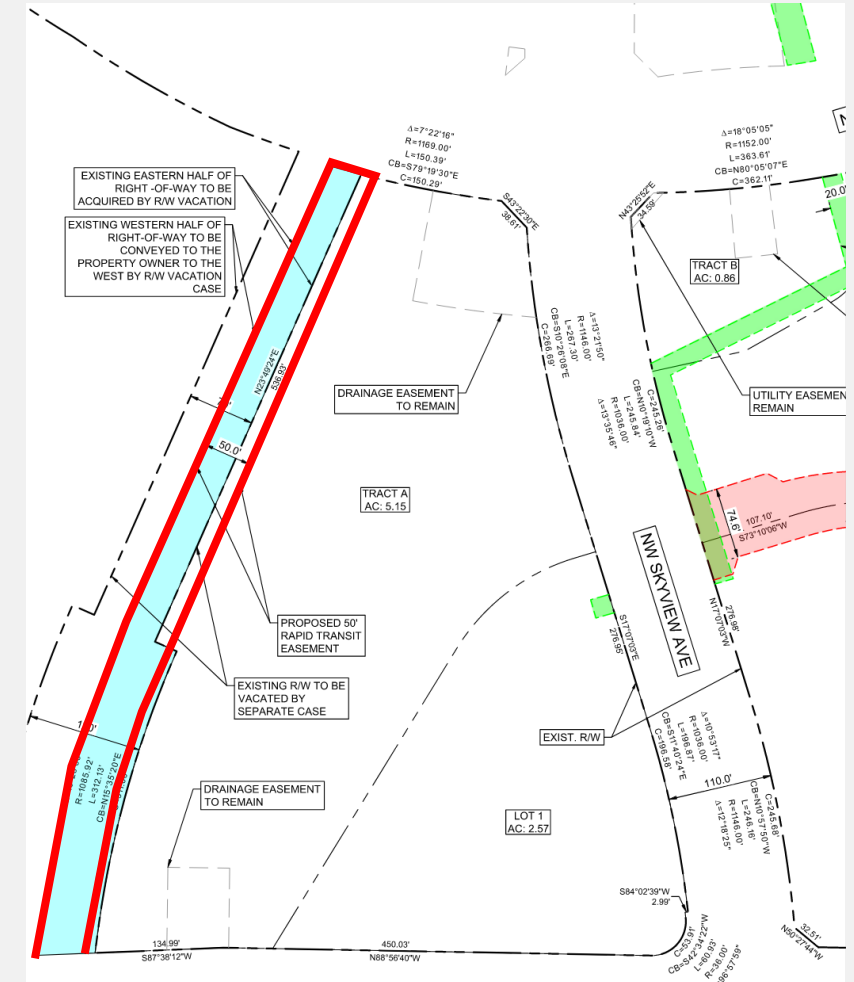 Δ=7°22'16"
R=1169.00'
L=150.39'
CB=S79°19'30"E
C=150.29'
Δ=18°05'05"
R=1152.00'
L=363.61'
CB=N80°05'07"E
C=362.11'
EXISTING EASTERN HALF OF
RIGHT -OF-WAY TO BE
ACQUIRED BY R/W VACATION
EXISTING WESTERN HALF OF
RIGHT-OF-WAY TO BE
CONVEYED TO THE
PROPERTY OWNER TO THE
WEST BY R/W VACATION
CASE
S43°22'30"E
38.61'
N43°25'52"E
34.59'
20.0'
TRACT B
AC: 0.86
N23°49'24"E
536.93'
50.0'
DRAINAGE EASEMENT
TO REMAIN
Δ=13°21'50"
R=1146.00'
L=267.30'
CB=S10°26'08"E
C=266.69'
C=245.26'
CB=N10°19'10"W
L=245.84'
R=1036.00'
Δ=13°35'46"
UTILITY EASEMEN
REMAIN
TRACT A
AC: 5.15
74.6'
107.10'
S73°10'06"W
NW SKYVIEW AVE
PROPOSED 50'
RAPID TRANSIT
EASEMENT
S17°07'03"E
276.95'
276.98'
N17°07'03"W
EXISTING R/W TO BE
VACATED BY
SEPARATE CASE
EXIST. R/W
R=1085.92'
L=312.13'
CB=N15°35'20"E
DRAINAGE EASEMENT
TO REMAIN
Δ=10°53'17"
R=1036.00'
L=196.87'
CB=S11°40'24"E
C=196.58'
110.0'
C=245.68'
CB=N10°57'50"W
L=246.16'
R=1146.00'
Δ=12°18'25"
LOT 1
AC: 2.57
S84°02'39"W
2.99'
134.99'
S87°38'12"W
450.03'
N88°56'40"W
C=53.91'
CB=S42°34'22"W
L=60.93'
R=36.00'
96°57'59"
32.51'
N50°27'44"W